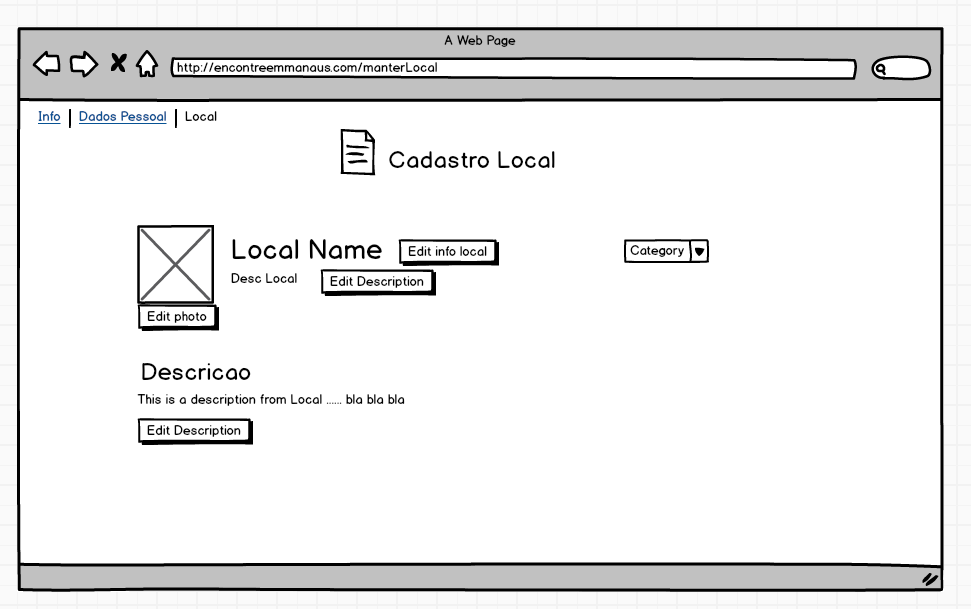 A Web Page
http://encontreemmanaus.com/manterLocal
Info | Dados Pessoal | Local
Cadastro Local
Local Name Edit info local Category
Desc Local Edit Description
Edit photo
Descricao
This is a description from Local ...... bla bla bla
Edit Description